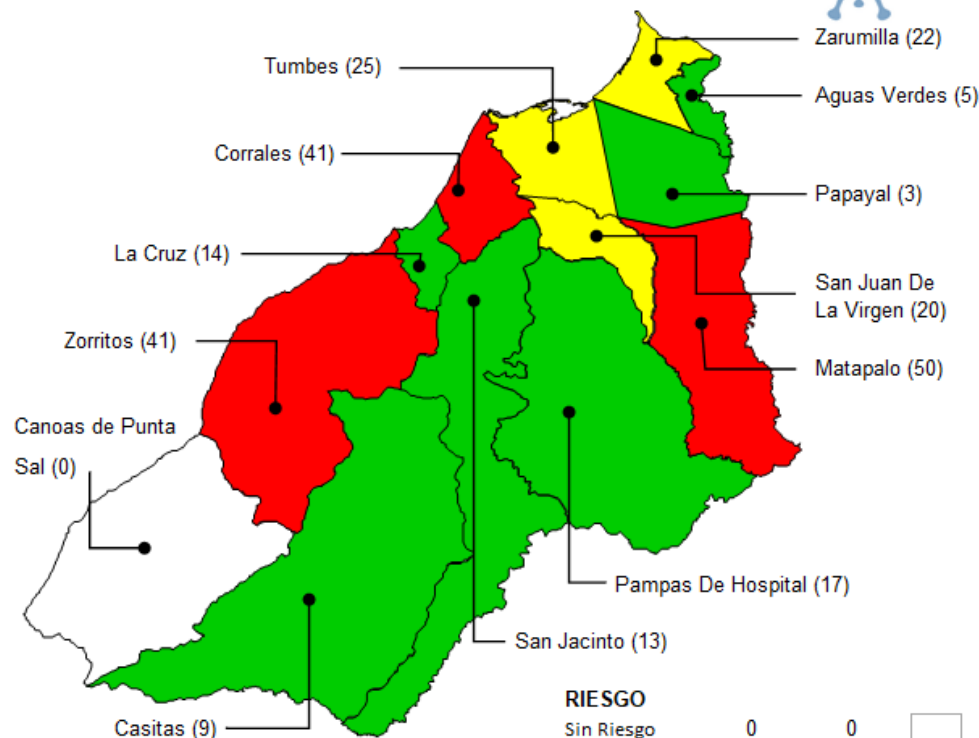 Zarumilla (22)
Tumbes (25)
Aguas Verdes (5)
Corrales (41)
Papayal (3)
La Cruz (14)
San Juan De
La Virgen (20)
Zorritos (41)
Matapalo (50)
Canoas de Punta
Sal (0)
Pampas De Hospital (17)
San Jacinto (13)
Casitas (9)
RIESGO
Sin Riesgo 0 0